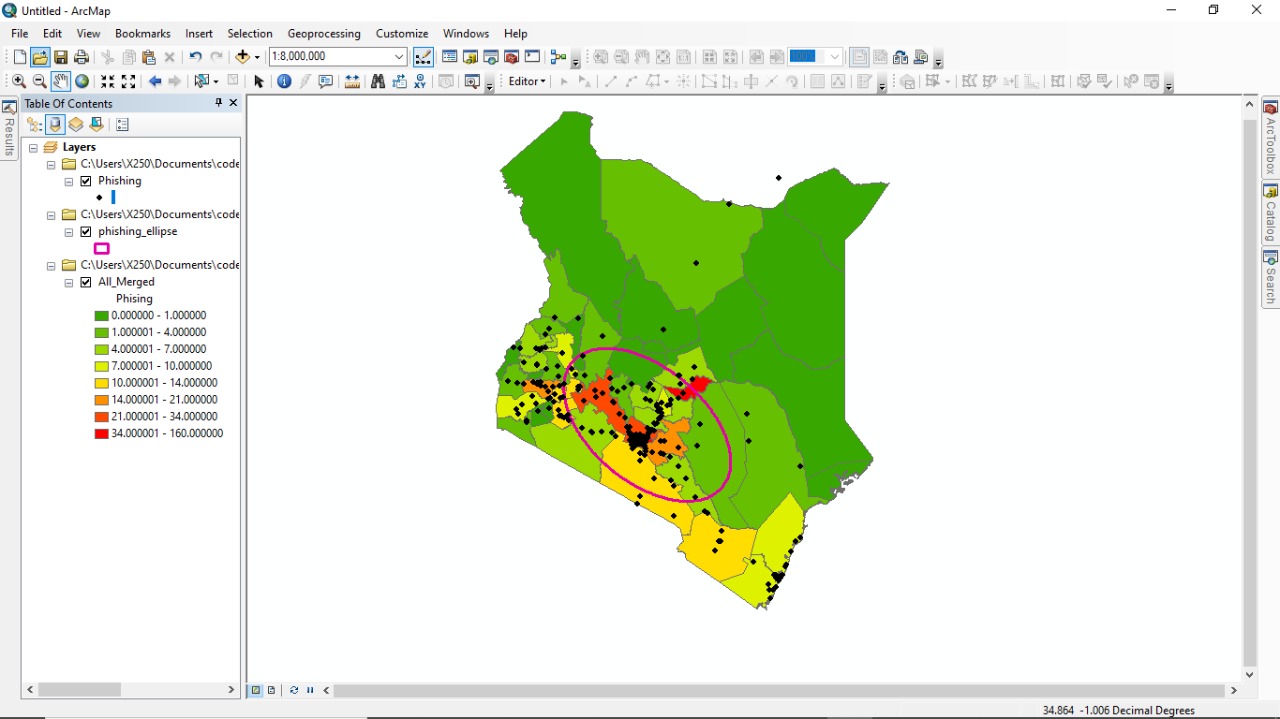 Untitled - ArcMap
File Edit View Bookmarks Insert Selection Geoprocessing Customize Windows Help
1:8,000,000
Editor
Table Of Contents
Results
Layers
C:\Users\X250\Documents\code
Phishing
C:\Users\X250\Documents\code
phishing_ellipse
C:\Users\X250\Documents\code
All_Merged
Phising
0.000000 - 1.000000
1.000001 - 4.000000
4.000001 - 7.000000
7.000001 - 10.000000
10.000001 - 14.000000
14.000001 - 21.000000
21.000001 - 34.000000
34.000001 - 160.000000
ArcToolbox
Catalog
Search
34.864 -1.006 Decimal Degrees